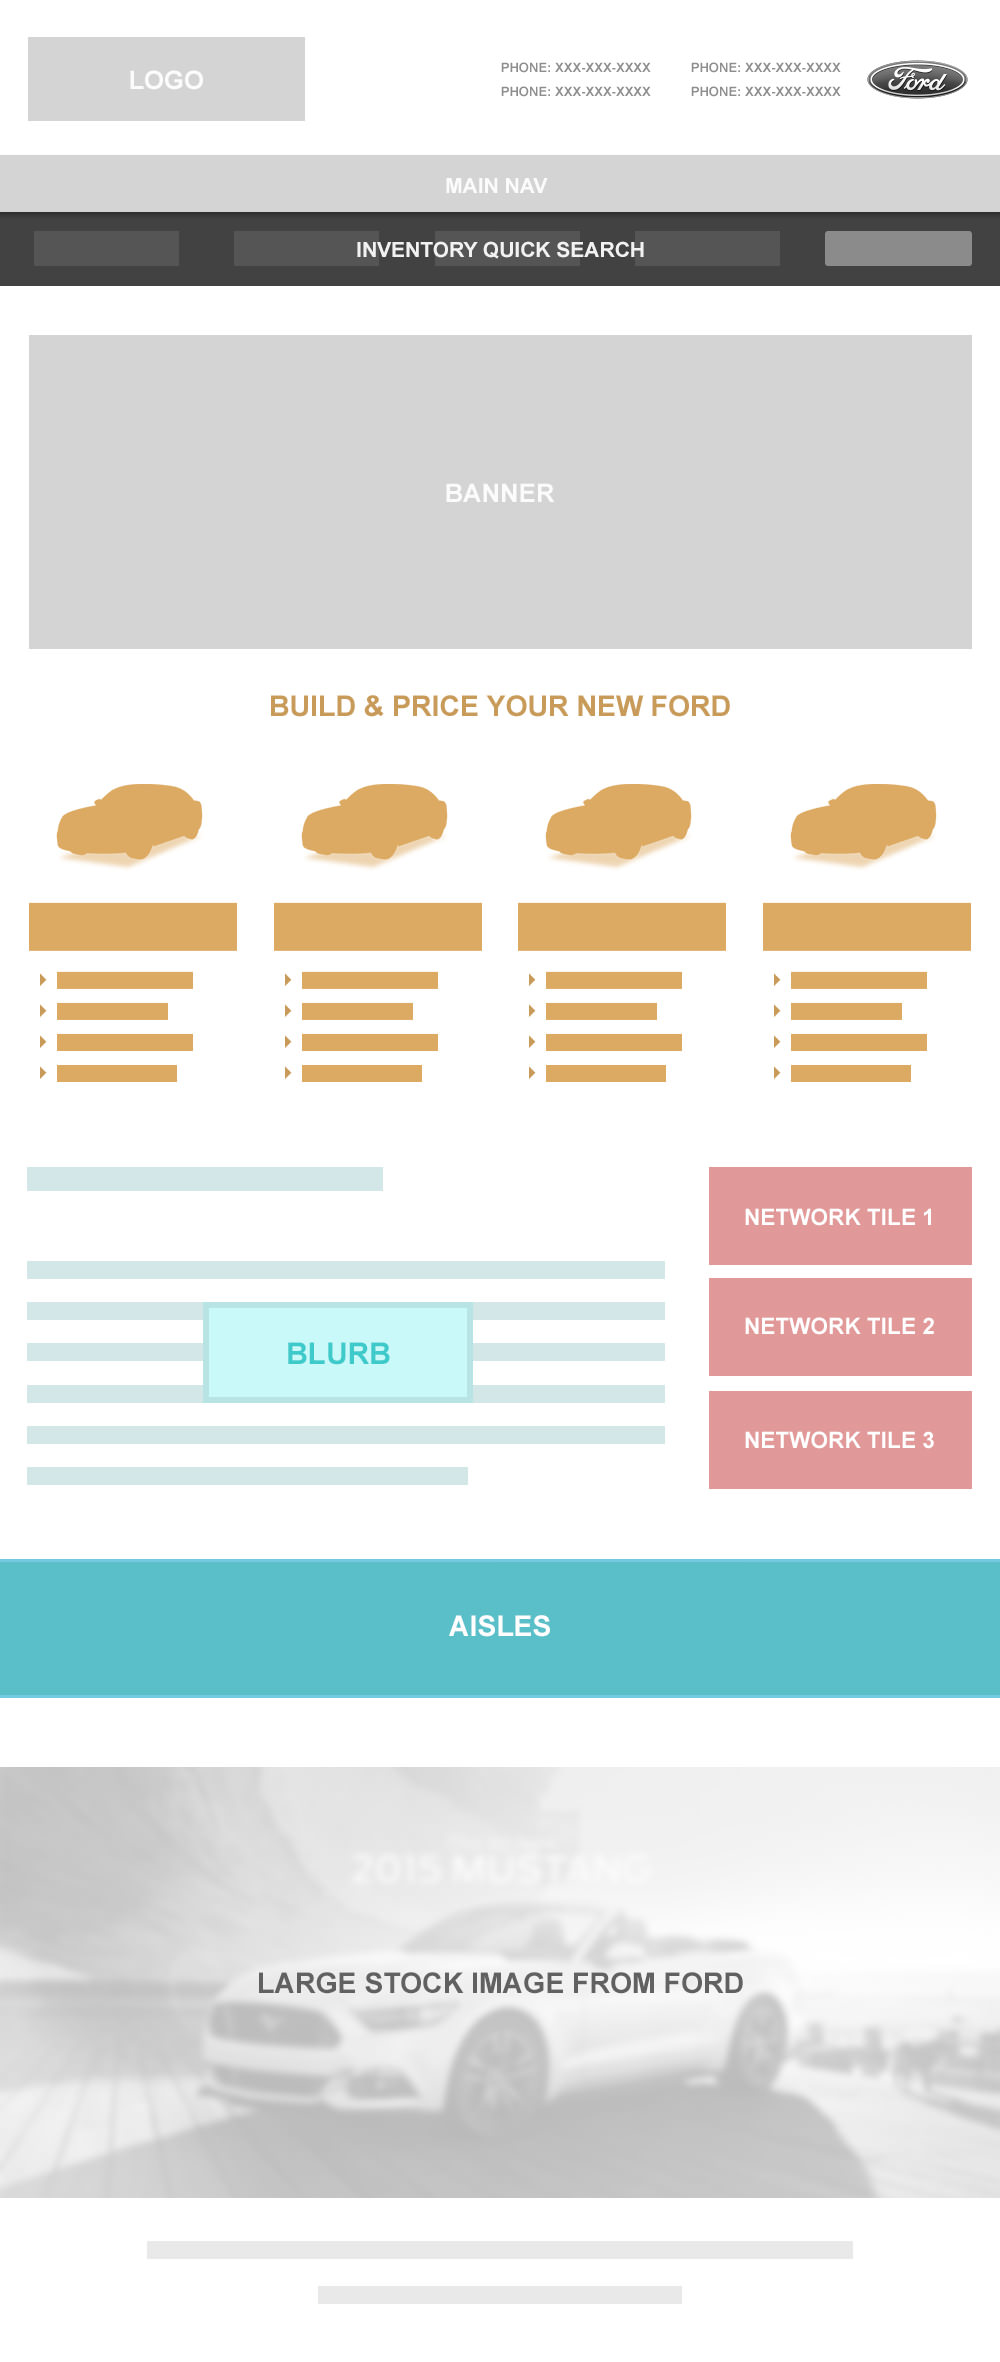 LOGO
PHONE: XXX-XXX-XXXX PHONE: XXX-XXX-XXXX
PHONE: XXX-XXX-XXXX PHONE: XXX-XXX-XXXX
Ford
MAIN NAV
INVENTORY QUICK SEARCH
BANNER
BUILD & PRICE YOUR NEW FORD
NETWORK TILE 1
NETWORK TILE 2
BLURB
NETWORK TILE 3
AISLES
2015 MUSTANG
LARGE STOCK IMAGE FROM FORD